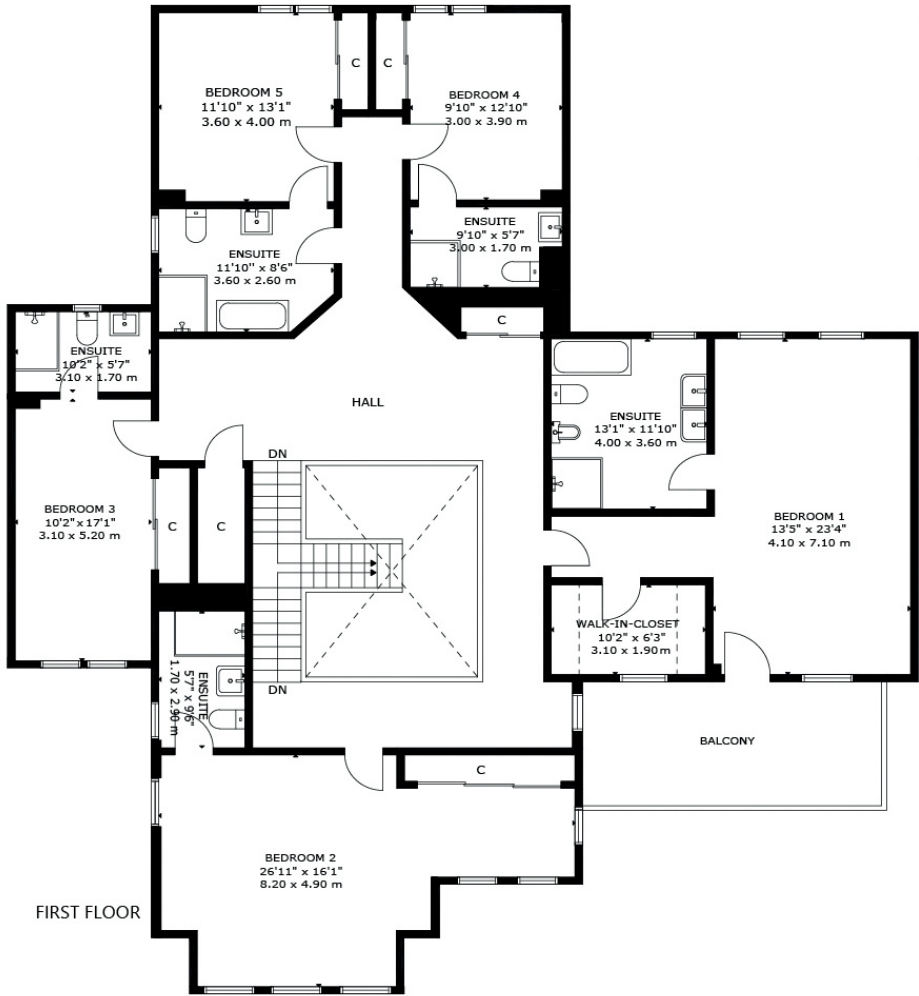 C
C
BEDROOM 5
11'10" x 13'1"
3.60 x 4.00 m
BEDROOM 4
9'10" x 12'10"
3.00 x 3.90 m
ENSUITE
9'10" x 5'7"
3.00 x 1.70 m
ENSUITE
11'10" x 8'6"
3.60 x 2.60 m
C
ENSUITE
10'2" x 5'7"
3.10 x 1.70 m
HALL
ENSUITE
13'1" x 11'10"
4.00 x 3.60 m
DN
BEDROOM 3
10'2" x 17'1"
3.10 x 5.20 m
C
C
BEDROOM 1
13'5" x 23'4"
4.10 x 7.10 m
WALK-IN-CLOSET
10'2" x 6'3"
3.10 x 1.90 m
ENSUITE
5'7" x 9'6"
1.70 x 2.90 m
DN
BALCONY
C
BEDROOM 2
26'11" x 16'1"
8.20 x 4.90 m
FIRST FLOOR